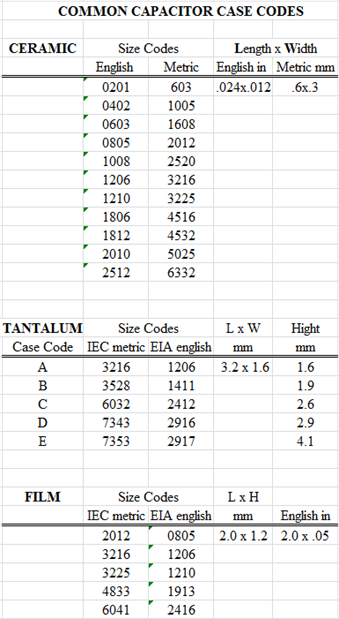 COMMON CAPACITOR CASE CODES
CERAMIC Size Codes Length x Width
English Metric English in Metric mm
0201 603 .024x.012 .6x.3
0402 1005
0603 1608
0805 2012
1008 2520
1206 3216
1210 3225
1806 4516
1812 4532
2010 5025
2512 6332
TANTALUM Size Codes L x W Hight
Case Code IEC metric EIA english mm mm
A 3216 1206 3.2 x 1.6 1.6
B 3528 1411 1.9
C 6032 2412 2.6
D 7343 2916 2.9
E 7353 2917 4.1
FILM Size Codes L x H
IEC metric EIA english mm English in
2012 0805 2.0 x 1.2 2.0 x .05
3216 1206
3225 1210
4833 1913
6041 2416